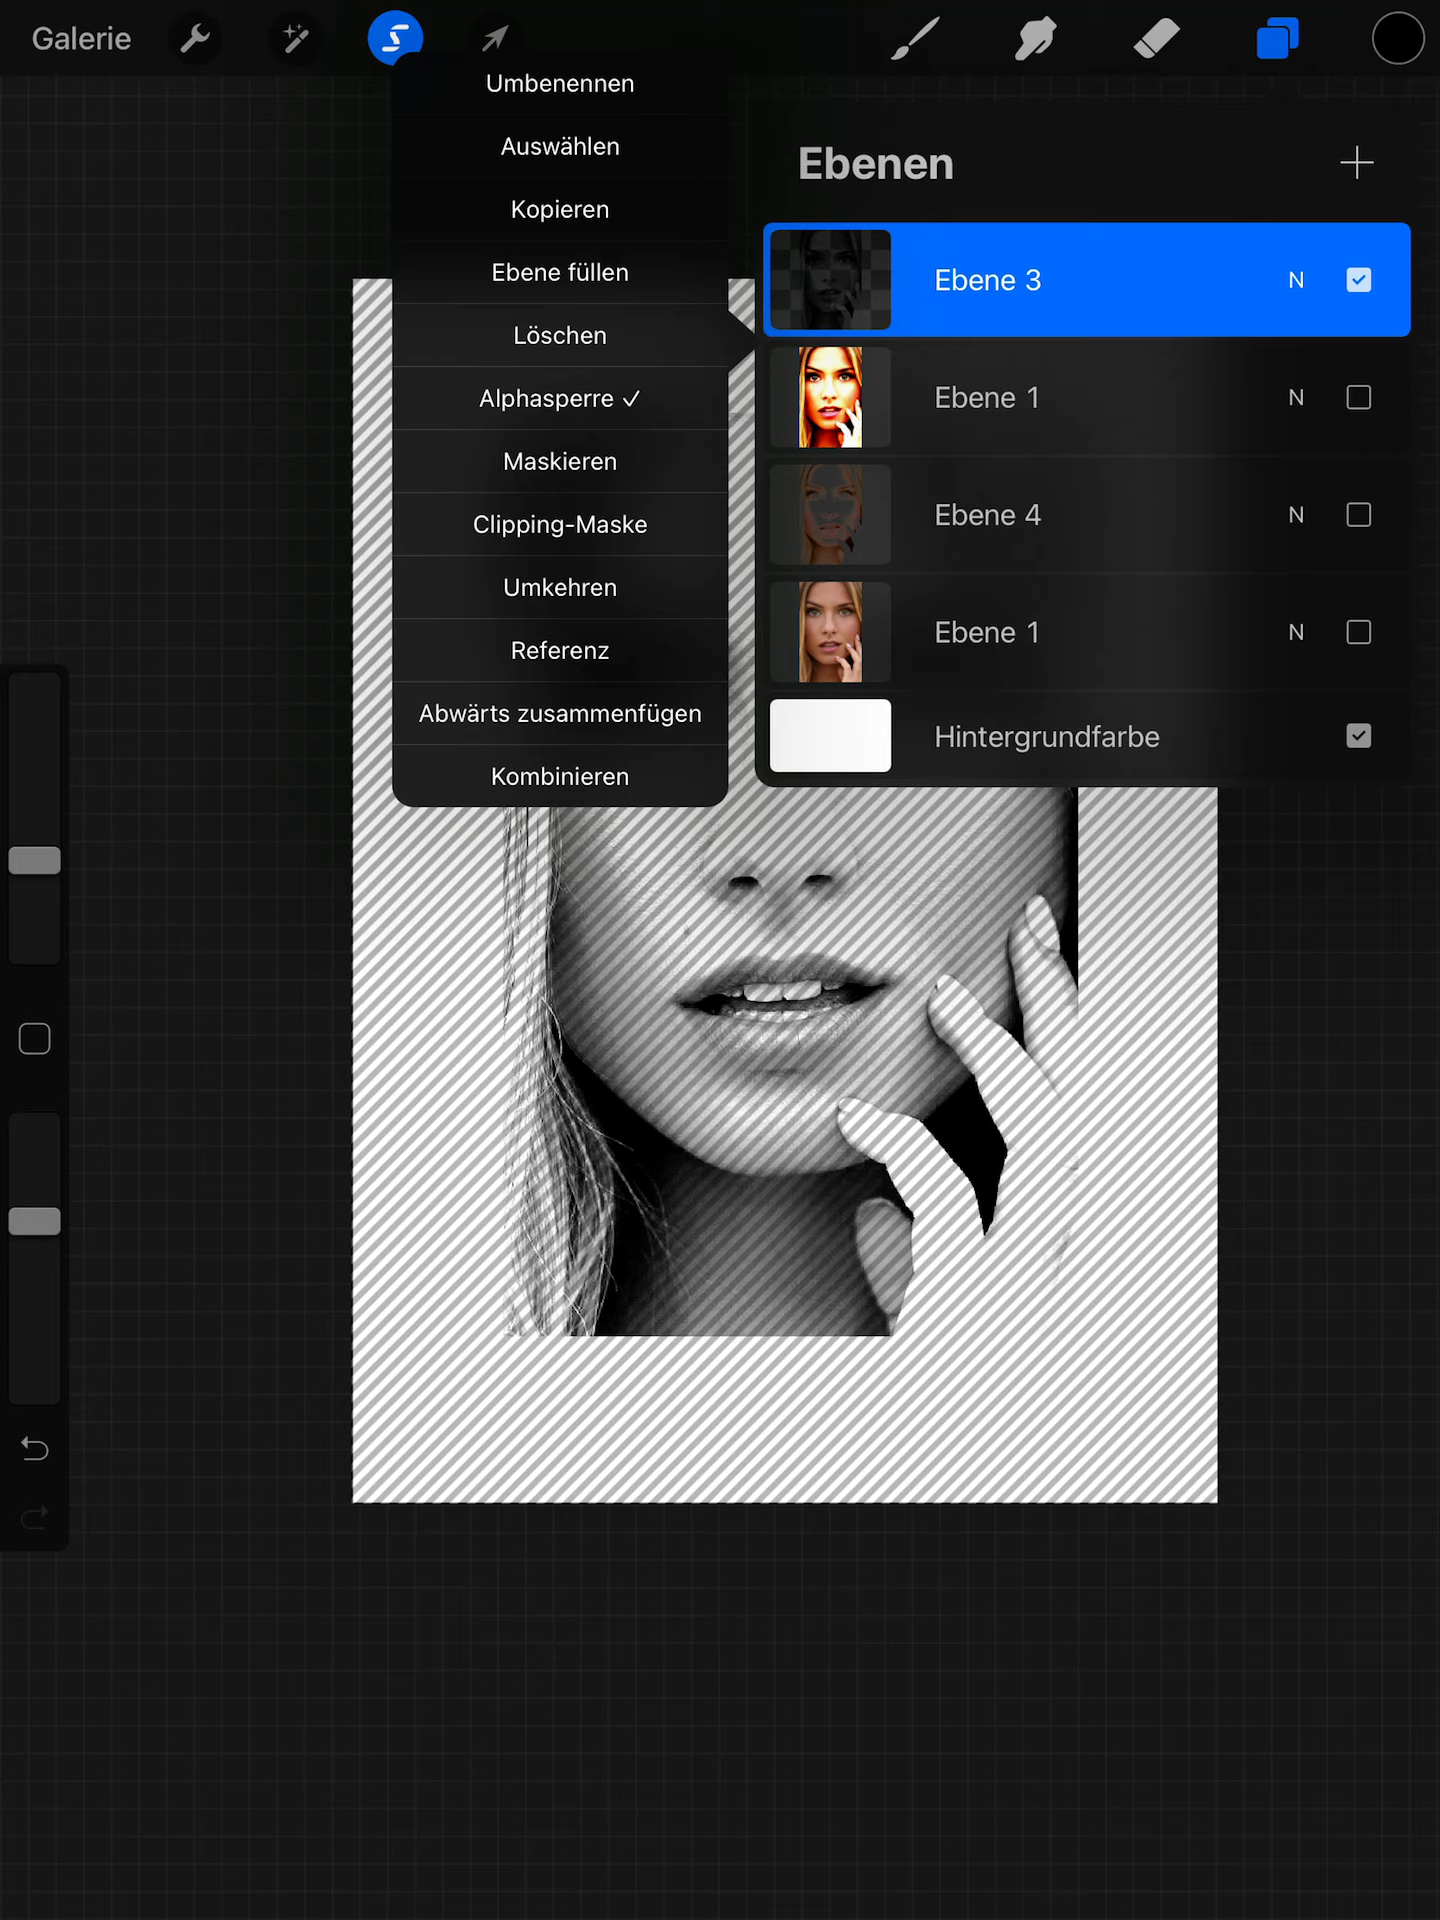 Galerie
Umbenennen
Auswählen
Kopieren
Ebene füllen
Löschen
Alphasperre ✓
Maskieren
Clipping-Maske
Umkehren
Referenz
Abwärts zusammenfügen
Kombinieren
Ebenen
Ebene 3 N
Ebene 1 N
Ebene 4 N
Ebene 1 N
Hintergrundfarbe